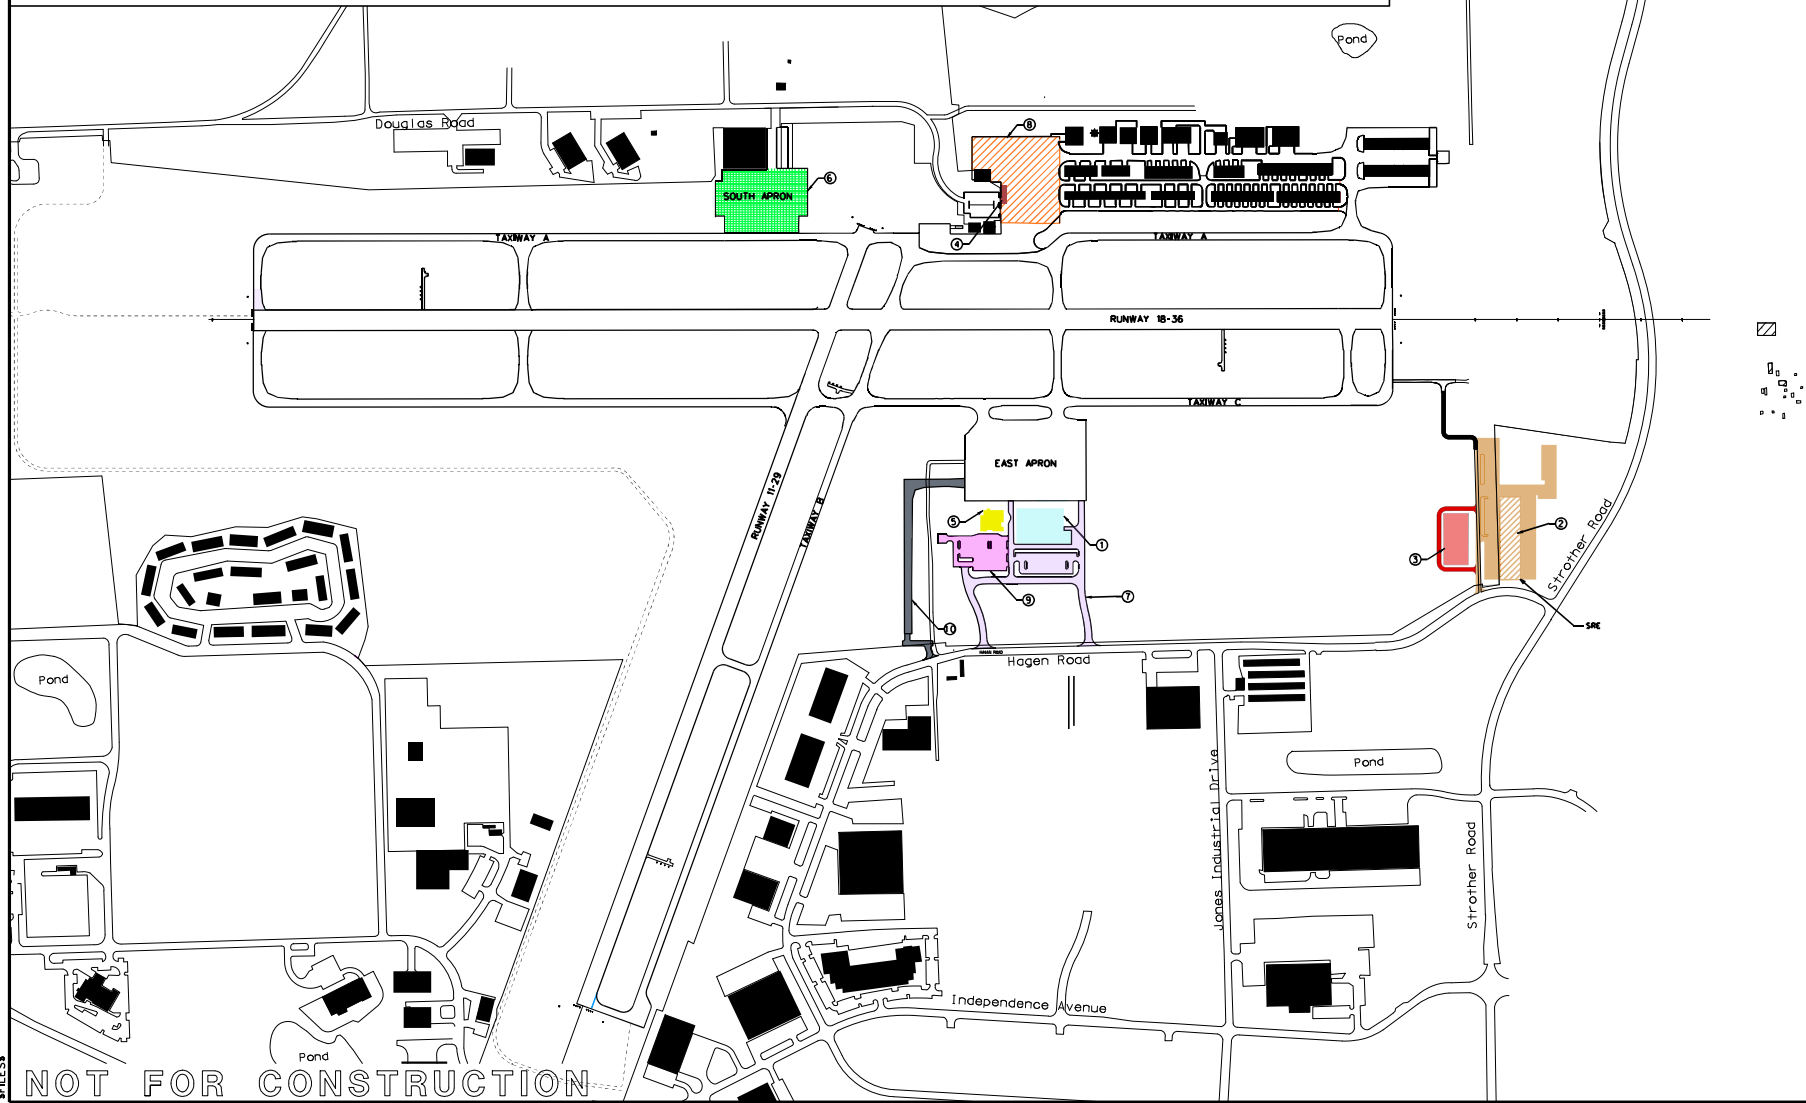 Pond
Douglas Road
8
6
SOUTH APRON
4
TAXIWAY A
TAXIWAY A
RUNWAY 18-36
TAXIWAY C
EAST APRON
RUNWAY 11-29
TAXIWAY B
5
1
2
3
Strother Road
9
7
10
SRE
HAGEN ROAD
Hagen Road
Pond
Jones Industrial Drive
Pond
Strother Road
Independence Avenue
Pond
NOT FOR CONSTRUCTION